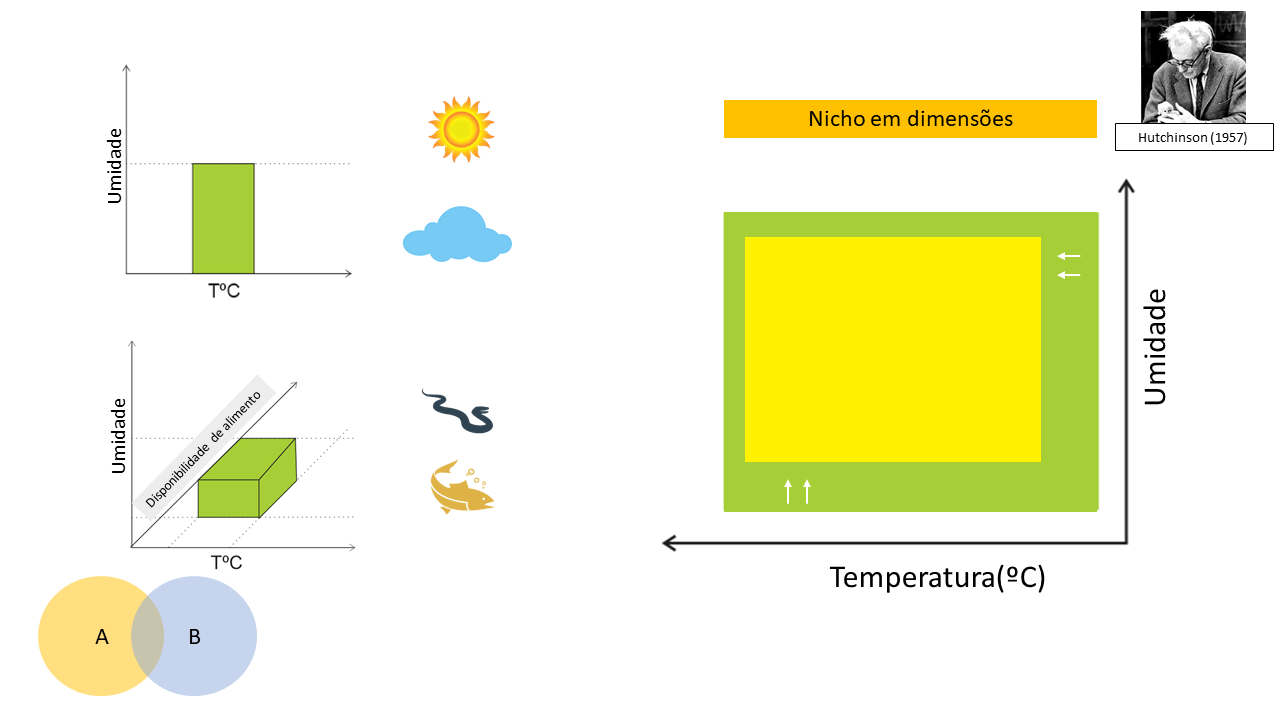 Umidade
TºC
Umidade
Disponibilidade de alimento
TºC
A
B
Nicho em dimensões
Hutchinson (1957)
Umidade
Temperatura(ºC)